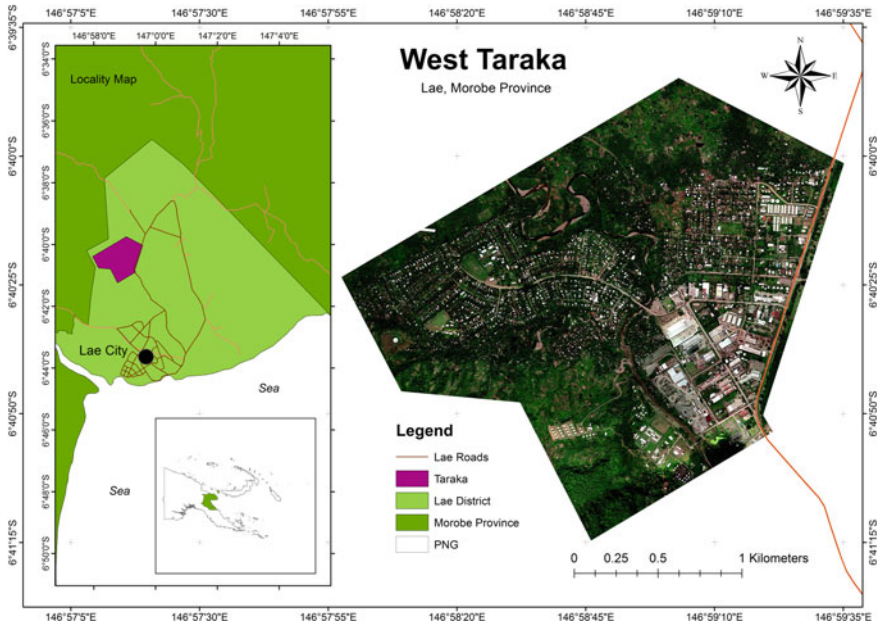 146°57'5"E 146°57'30"E 146°57'55"E 146°58'20"E 146°58'45"E 146°59'10"E 146°59'35"E
146°58'0"E 147°0'0"E 147°2'0"E 147°4'0"E
6°39'35"S
6°40'0"S
6°40'25"S
6°40'50"S
6°41'15"S
6°34'0"S
6°36'0"S
6°38'0"S
6°40'0"S
6°42'0"S
6°44'0"S
6°46'0"S
6°48'0"S
6°50'0"S
Locality Map
Lae City
Sea
Sea
West Taraka
Lae, Morobe Province
N
W E
S
Legend
Lae Roads
Taraka
Lae District
Morobe Province
PNG
0 0.25 0.5 1 Kilometers
6°39'35"S
6°40'0"S
6°40'25"S
6°40'50"S
6°41'15"S
146°57'5"E 146°57'30"E 146°57'55"E 146°58'20"E 146°58'45"E 146°59'10"E 146°59'35"E